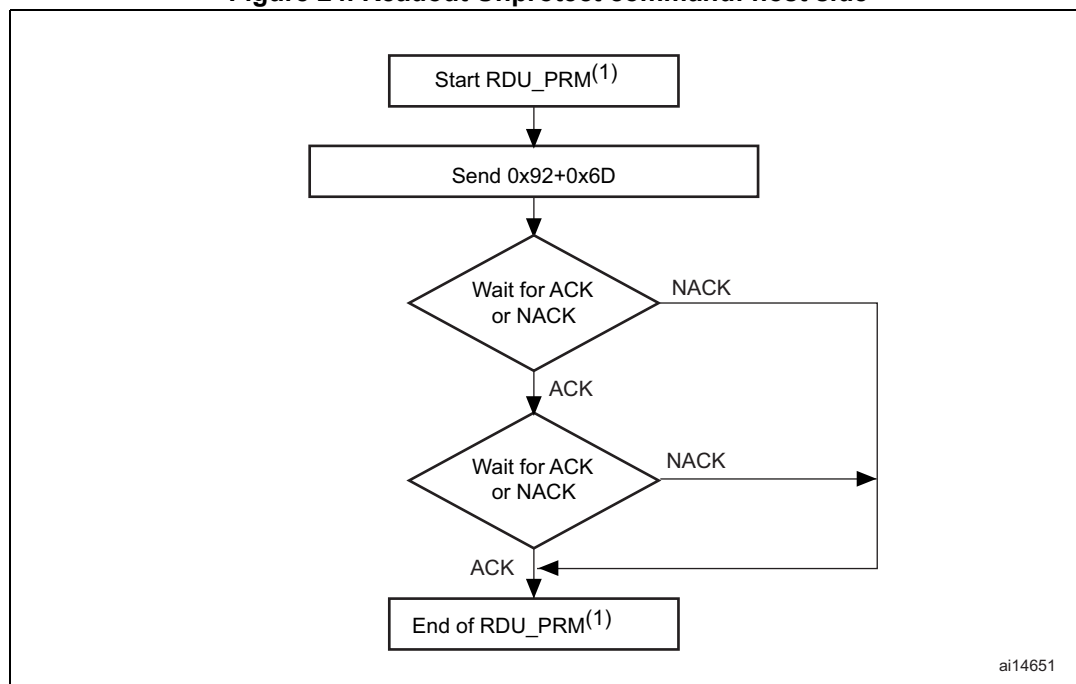 Figure
Readout Unprotect command: host side
Start RDU_PRM(1)
Send 0x92+0x6D
Wait for ACK
or NACK
NACK
ACK
Wait for ACK
or NACK
NACK
ACK
End of RDU_PRM(1)
ai14651